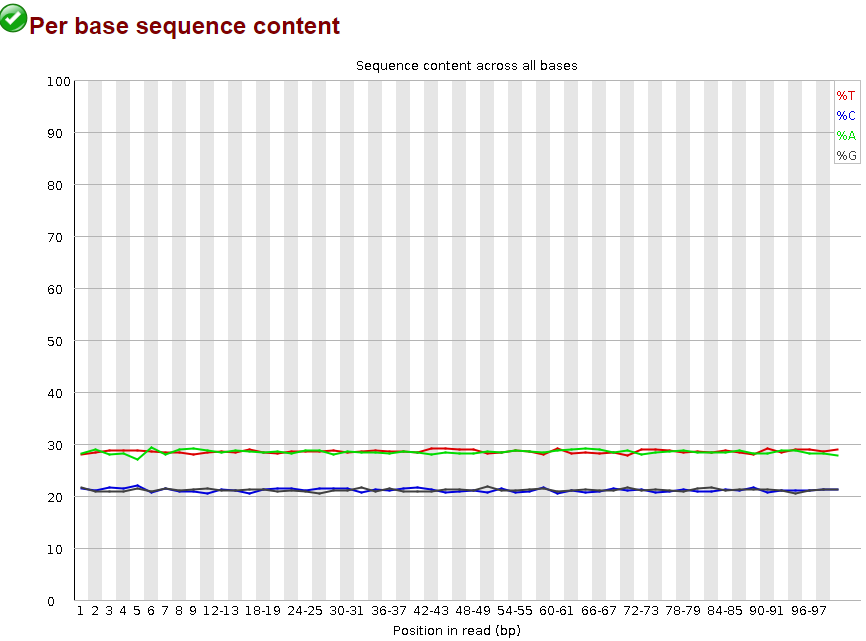 Per base sequence content
Sequence content across all bases
%T
%C
%A
%G
100
90
80
70
60
50
40
30
20
10
0
1 2 3 4 5 6 7 8 9 12-13 18-19 24-25 30-31 36-37 42-43 48-49 54-55 60-61 66-67 72-73 78-79 84-85 90-91 96-97
Position in read (bp)